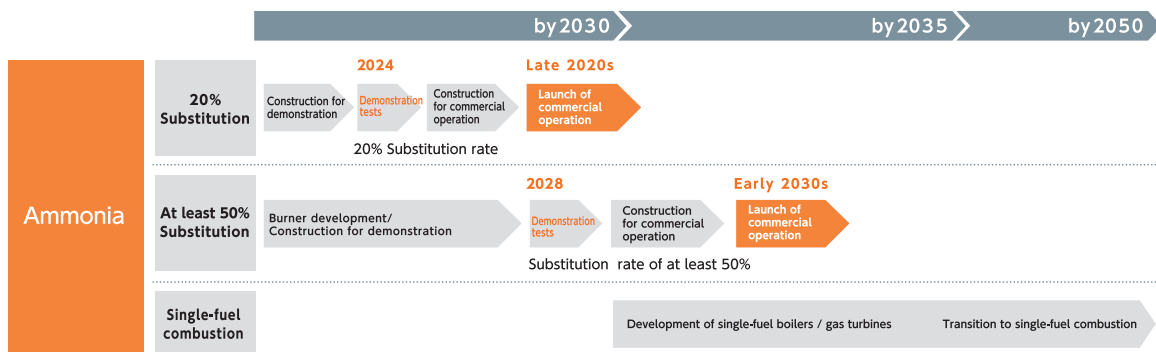 by 2030
by 2035
by 2050
Ammonia
20%
Substitution
Construction for
demonstration
2024
Demonstration
tests
Construction
for commercial
operation
Late 2020s
Launch of
commercial
operation
20% Substitution rate
At least 50%
Substitution
Burner development/
Construction for demonstration
2028
Demonstration
tests
Construction
for commercial
operation
Early 2030s
Launch of
commercial
operation
Substitution rate of at least 50%
Single-fuel
combustion
Development of single-fuel boilers / gas turbines
Transition to single-fuel combustion